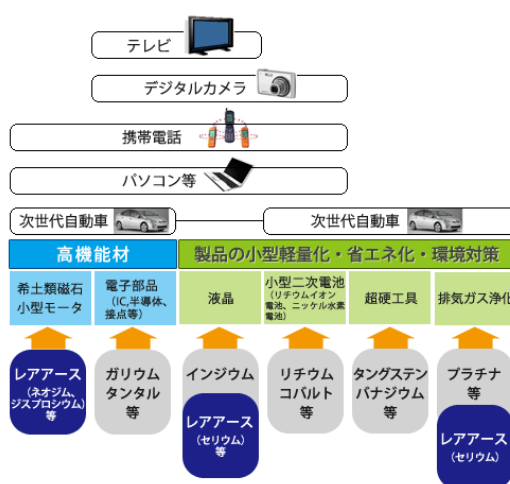 テレビ
デジタルカメラ
携帯電話
パソコン等
次世代自動車
次世代自動車
高機能材
製品の小型軽量化・省エネ化・環境対策
希土類磁石
小型モータ
電子部品
(IC,半導体、
接点等)
液晶
小型二次電池
(リチウムイオン
電池、ニッケル水素
電池)
超硬工具
排気ガス浄化
レアアース
(ネオジム、
ジスプロシウム)
等
ガリウム
タンタル
等
インジウム
レアアース
(セリウム)
等
リチウム
コバルト
等
タングステン
バナジウム
等
プラチナ
等
レアアース
(セリウム)